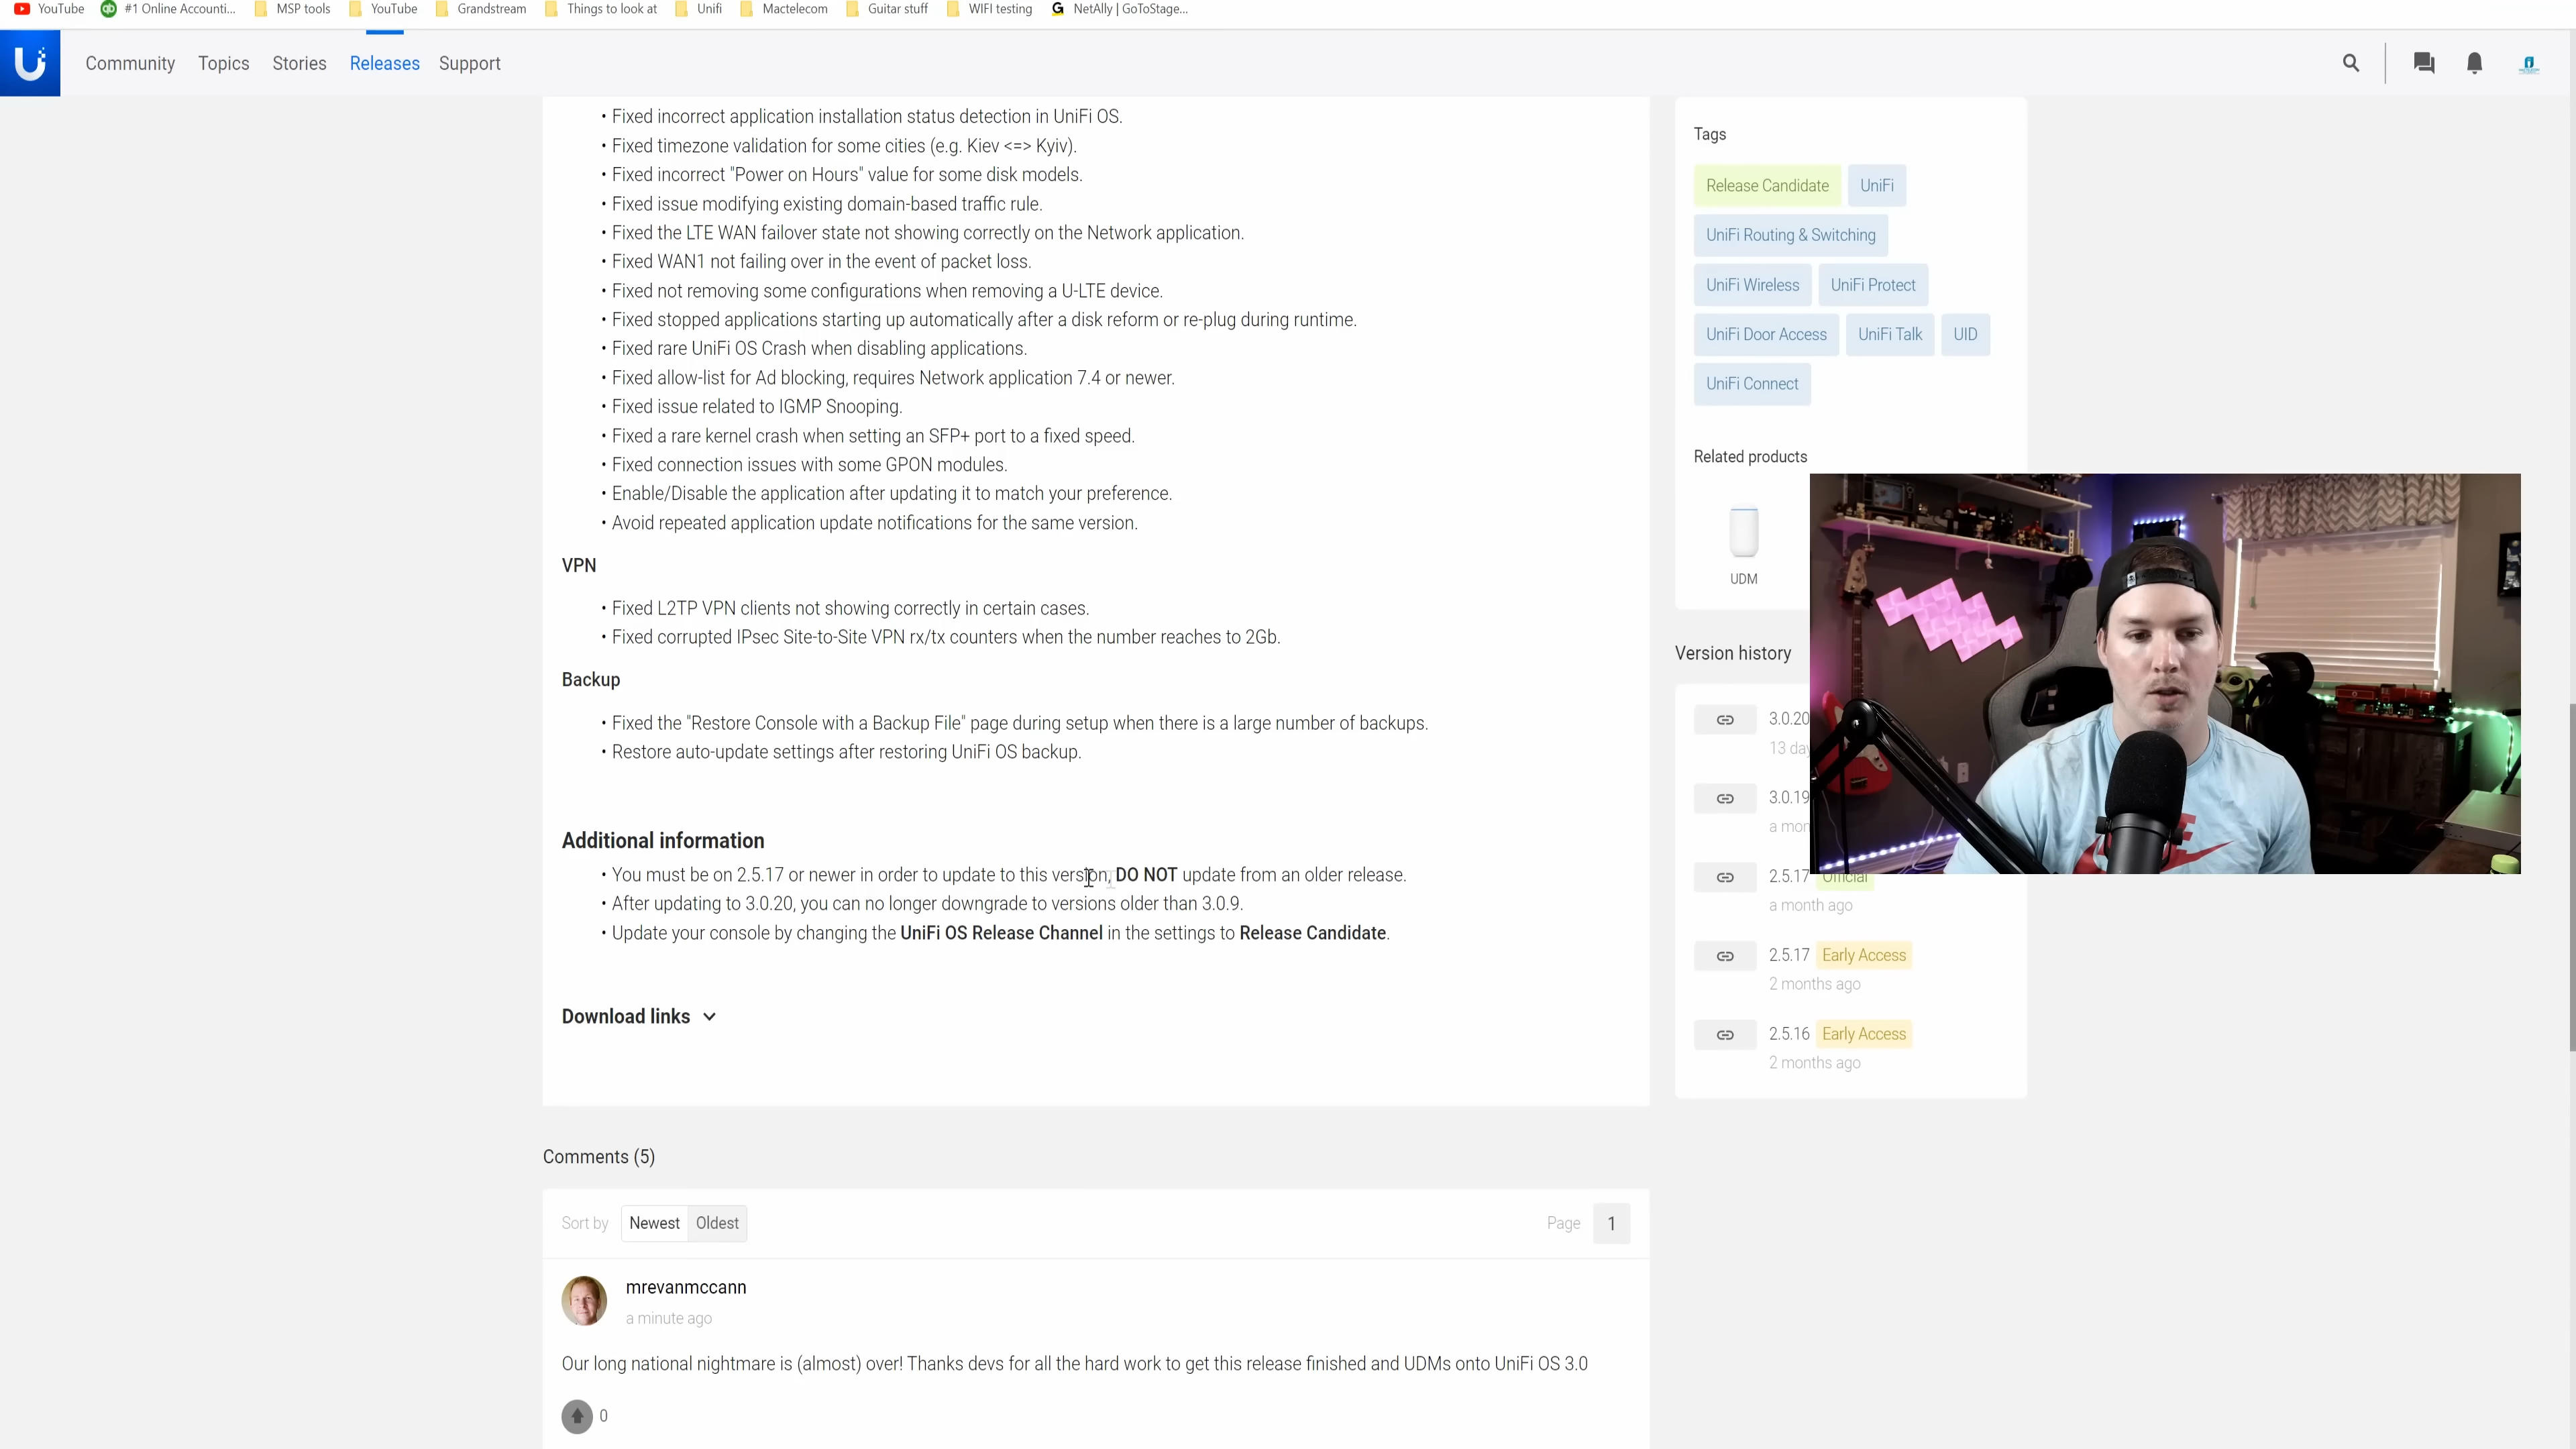 YouTube #1 Online Accounti... MSP tools YouTube Grandstream Things to look at Unifi Mactelecom Guitar stuff WIFI testing NetAlly | GoToStage...
Community Topics Stories Releases Support
• Fixed incorrect application installation status detection in UniFi OS.
• Fixed timezone validation for some cities (e.g. Kiev <=> Kyiv).
• Fixed incorrect "Power on Hours" value for some disk models.
• Fixed issue modifying existing domain-based traffic rule.
• Fixed the LTE WAN failover state not showing correctly on the Network application.
• Fixed WAN1 not failing over in the event of packet loss.
• Fixed not removing some configurations when removing a U-LTE device.
• Fixed stopped applications starting up automatically after a disk reform or re-plug during runtime.
• Fixed rare UniFi OS Crash when disabling applications.
• Fixed allow-list for Ad blocking, requires Network application 7.4 or newer.
• Fixed issue related to IGMP Snooping.
• Fixed a rare kernel crash when setting an SFP+ port to a fixed speed.
• Fixed connection issues with some GPON modules.
• Enable/Disable the application after updating it to match your preference.
• Avoid repeated application update notifications for the same version.
VPN
• Fixed L2TP VPN clients not showing correctly in certain cases.
• Fixed corrupted IPsec Site-to-Site VPN rx/tx counters when the number reaches to 2Gb.
Backup
• Fixed the "Restore Console with a Backup File" page during setup when there is a large number of backups.
• Restore auto-update settings after restoring UniFi OS backup.
Additional information
• You must be on 2.5.17 or newer in order to update to this version, DO NOT update from an older release.
• After updating to 3.0.20, you can no longer downgrade to versions older than 3.0.9.
• Update your console by changing the UniFi OS Release Channel in the settings to Release Candidate.
Download links
Comments (5)
Sort by Newest Oldest Page 1
mrevanmccann
a minute ago
Our long national nightmare is (almost) over! Thanks devs for all the hard work to get this release finished and UDMs onto UniFi OS 3.0
0
Tags
Release Candidate UniFi
UniFi Routing & Switching
UniFi Wireless UniFi Protect
UniFi Door Access UniFi Talk UID
UniFi Connect
Related products
UDM
Version history
3.0.20
13 day
3.0.19
a mon
2.5.17 Official
a month ago
2.5.17 Early Access
2 months ago
2.5.16 Early Access
2 months ago